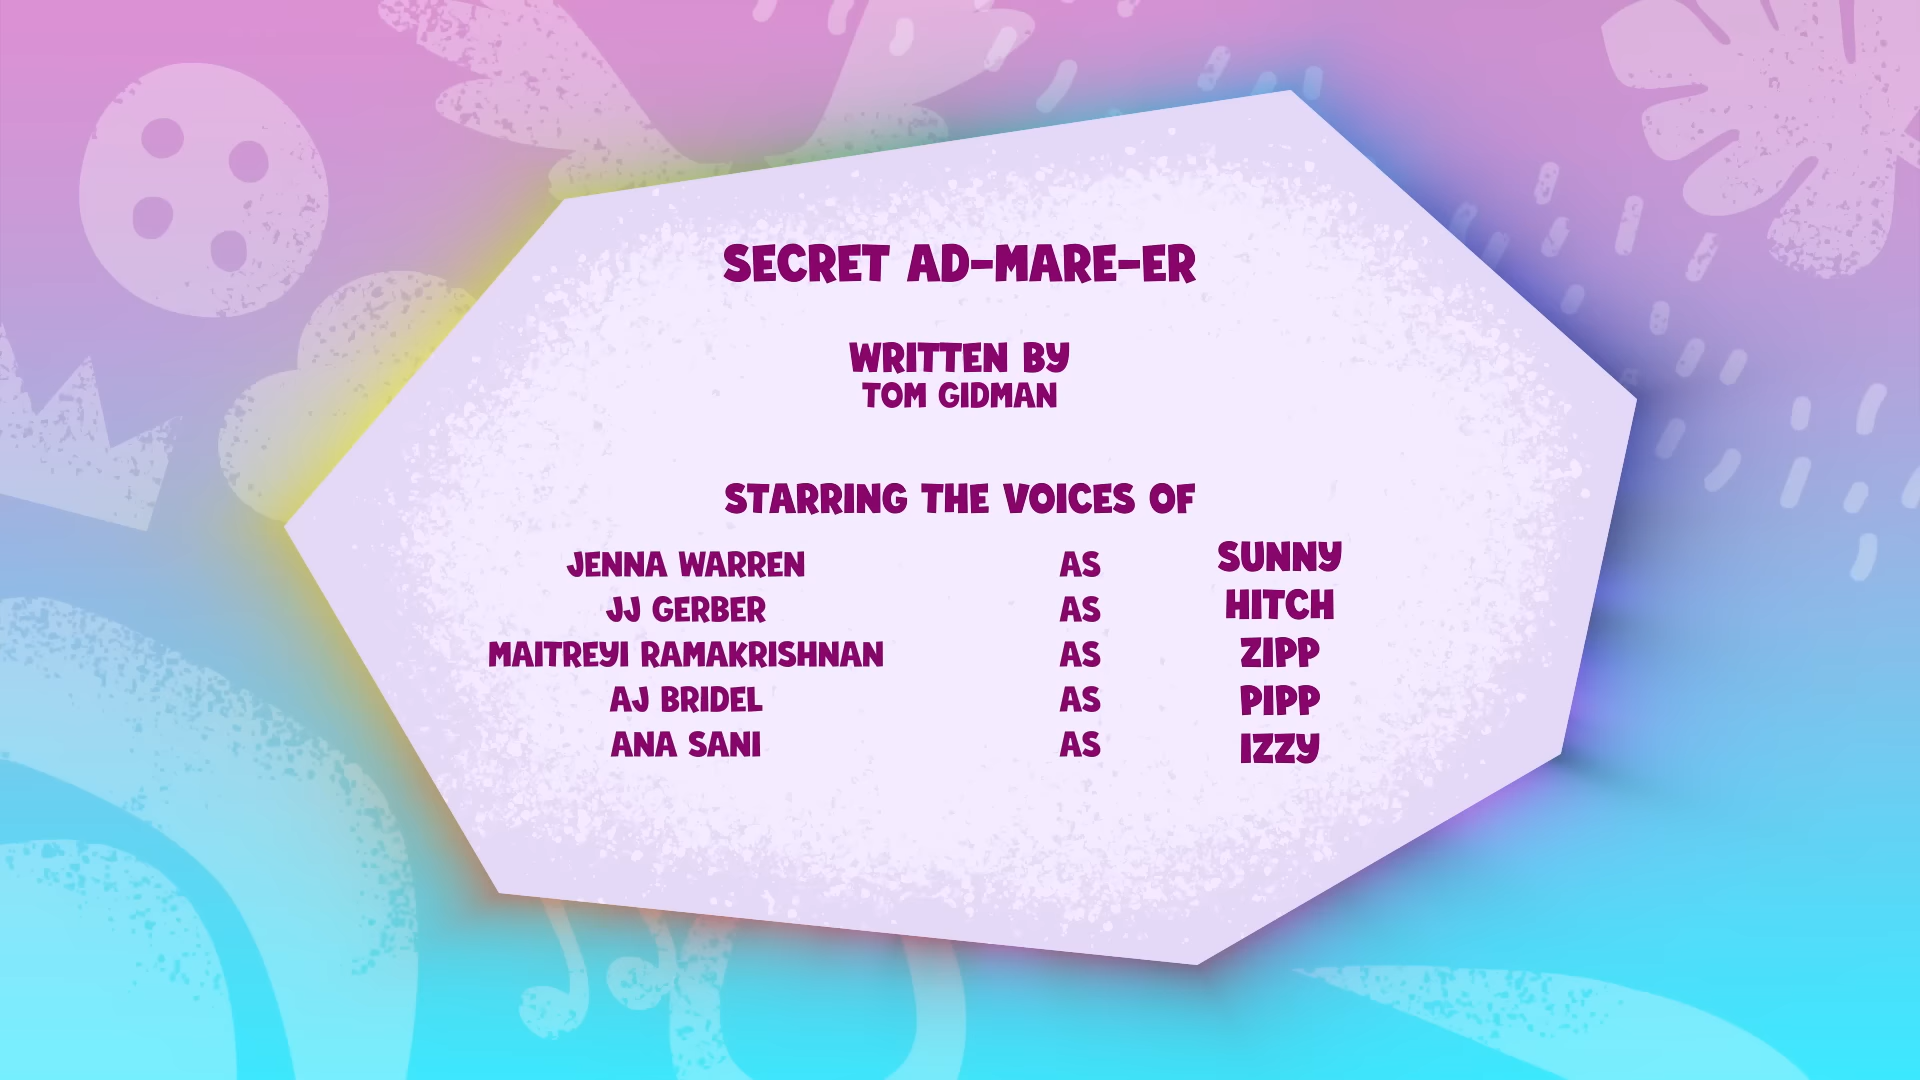 SECRET AD-MARE-ER
WRITTEN BY
TOM GIDMAN
STARRING THE VOICES OF
JENNA WARREN AS SUNNY
JJ GERBER AS HITCH
MAITREYI RAMAKRISHNAN AS ZIPP
AJ BRIDEL AS PIPP
ANA SANI AS IZZY